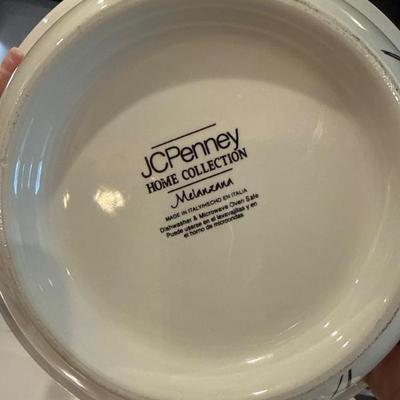 JCPenney
HOME COLLECTION
Melanzana
MADE IN ITALY/HECHO EN ITALIA
Dishwasher & Microwave Oven Safe
Puede usarse en el lavavajillas y en
el horno de microondas